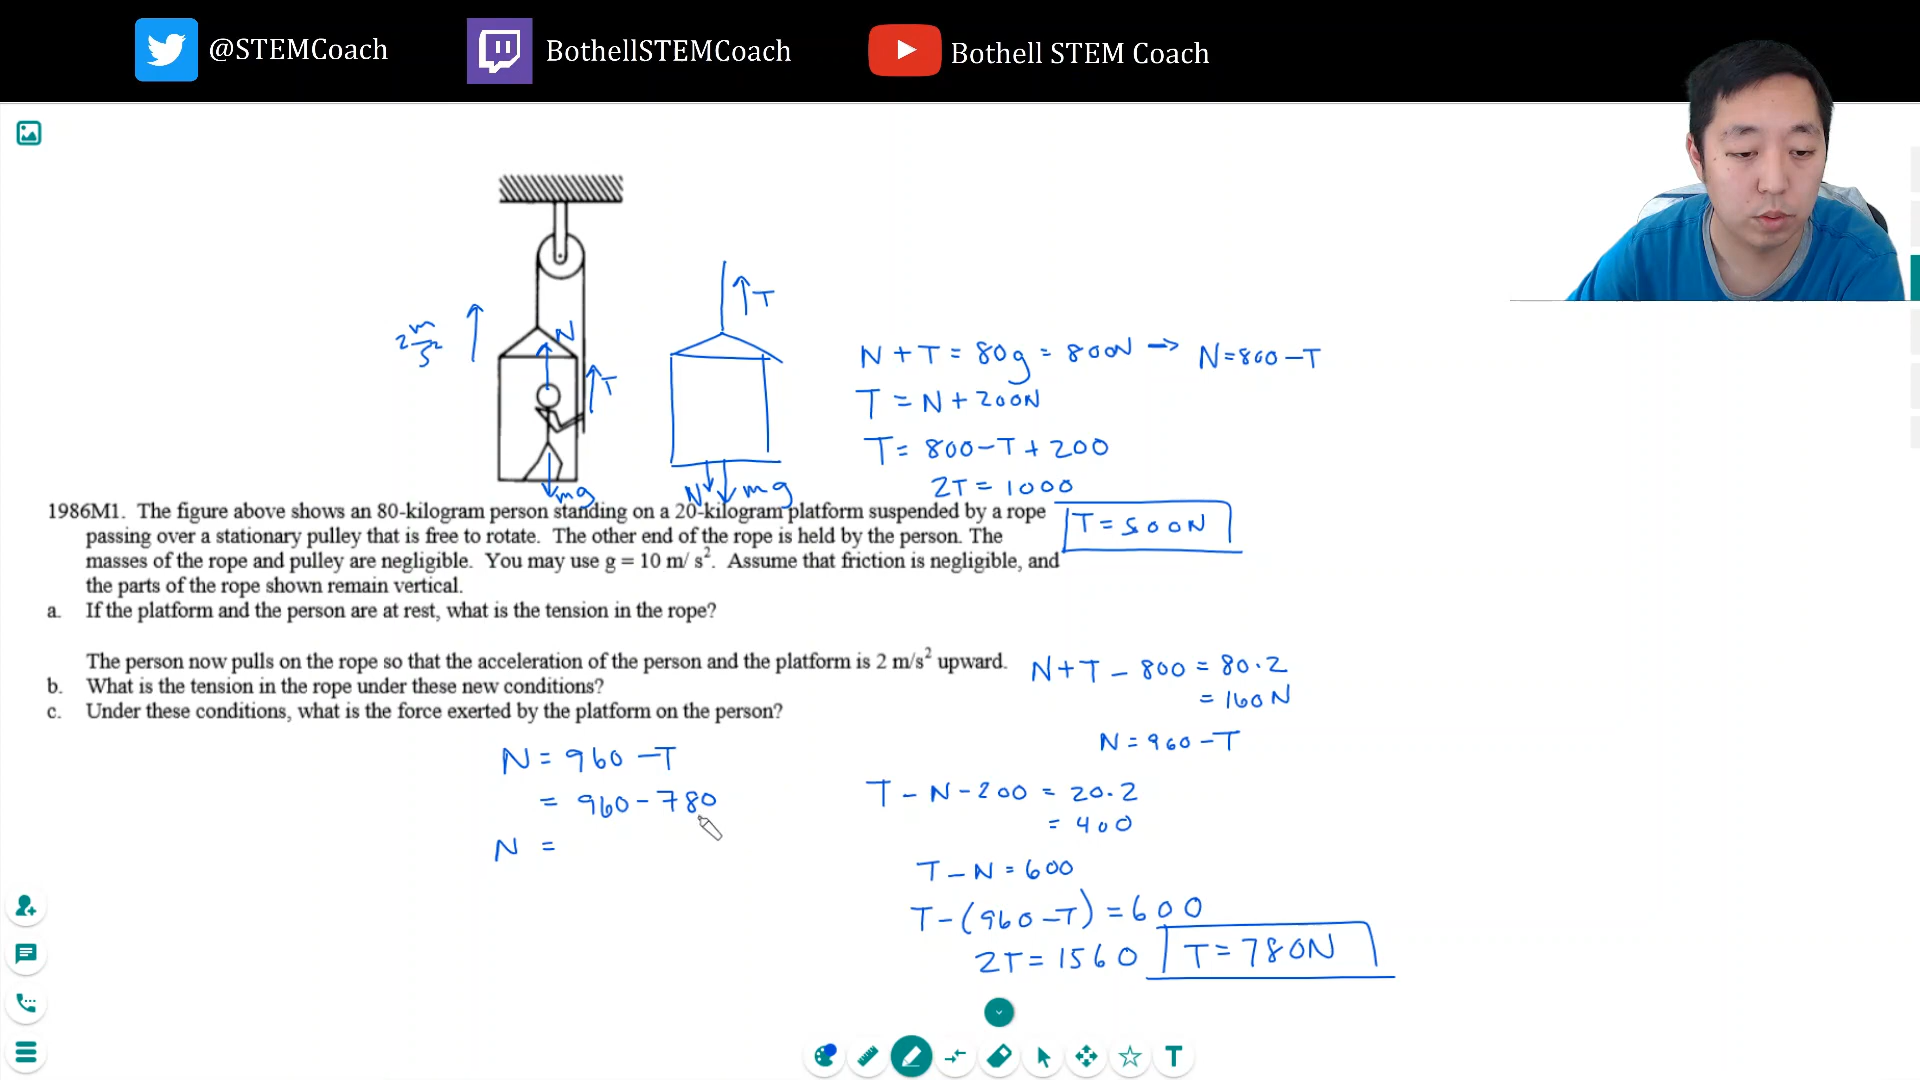 @STEMCoach
BothellSTEMCoach
Bothell STEM Coach
2 m/s²
N
T
mg
T
N
mg
N + T = 80g = 800N → N = 800 - T
T = N + 200N
T = 800 - T + 200
2T = 1000
T = 500N
1986M1. The figure above shows an 80-kilogram person standing on a 20-kilogram platform suspended by a rope
passing over a stationary pulley that is free to rotate. The other end of the rope is held by the person. The
masses of the rope and pulley are negligible. You may use g = 10 m/ s². Assume that friction is negligible, and
the parts of the rope shown remain vertical.
a. If the platform and the person are at rest, what is the tension in the rope?
The person now pulls on the rope so that the acceleration of the person and the platform is 2 m/s² upward.
b. What is the tension in the rope under these new conditions?
c. Under these conditions, what is the force exerted by the platform on the person?
N + T - 800 = 80·2
= 160N
N = 960 - T
T - N - 200 = 20·2
= 400
T - N = 600
T - (960 - T) = 600
2T = 1560
T = 780N
N = 960 - T
= 960 - 780
N =
T